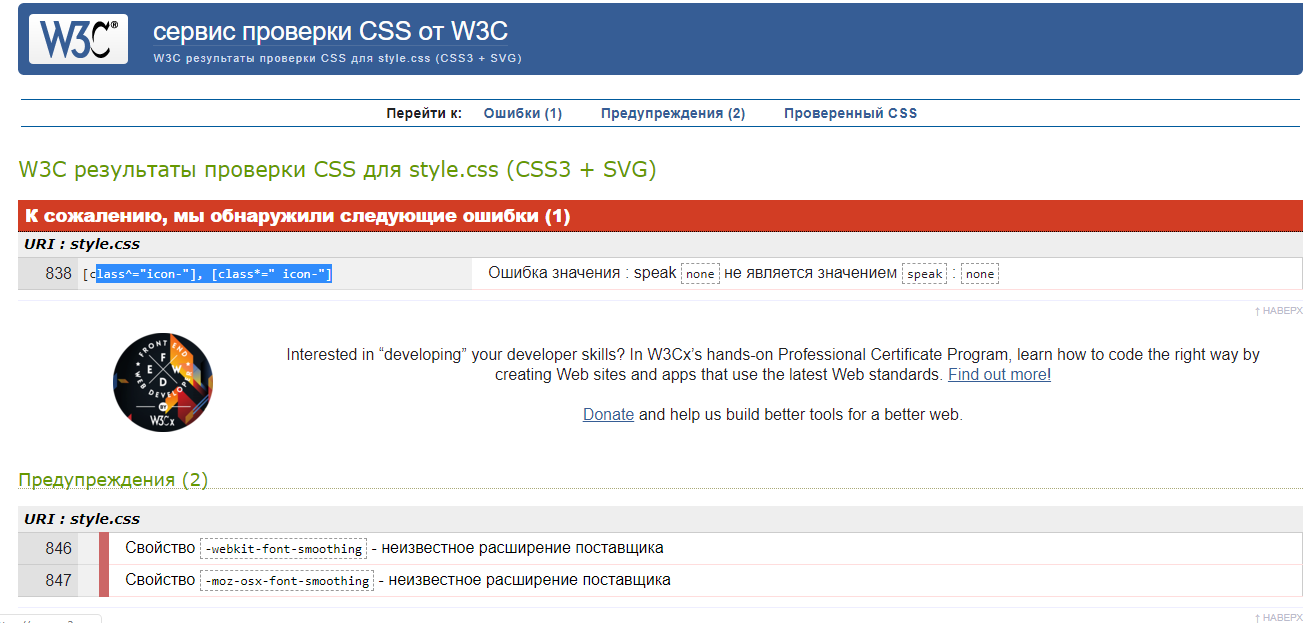 W3C®
сервис проверки CSS от W3C
W3C результаты проверки CSS для style.css (CSS3 + SVG)
Перейти к: Ошибки (1) Предупреждения (2) Проверенный CSS
W3C результаты проверки CSS для style.css (CSS3 + SVG)
К сожалению, мы обнаружили следующие ошибки (1)
URI : style.css
838 [class^="icon-"], [class*=" icon-"] Ошибка значения : speak none не является значением speak : none
↑ НАВЕРХ
FRONT END
WEB DEVELOPER
F E W D
BY
W3Cx
Interested in “developing” your developer skills? In W3Cx’s hands-on Professional Certificate Program, learn how to code the right way by
creating Web sites and apps that use the latest Web standards. Find out more!
Donate and help us build better tools for a better web.
Предупреждения (2)
URI : style.css
846 Свойство -webkit-font-smoothing - неизвестное расширение поставщика
847 Свойство -moz-osx-font-smoothing - неизвестное расширение поставщика
↑ НАВЕРХ